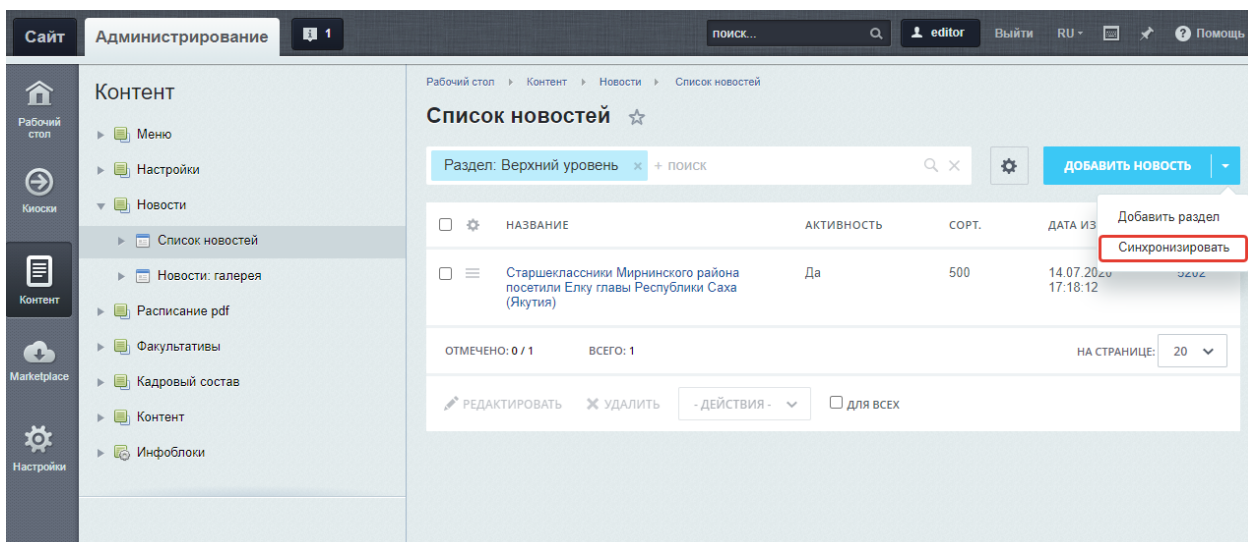 Сайт
Администрирование
1
поиск...
editor
Выйти
RU
Помощь
Рабочий
стол
Киоски
Контент
Marketplace
Настройки
Контент
Меню
Настройки
Новости
Список новостей
Новости: галерея
Расписание pdf
Факультативы
Кадровый состав
Контент
Инфоблоки
Рабочий стол Контент Новости Список новостей
Список новостей
Раздел: Верхний уровень × + поиск
ДОБАВИТЬ НОВОСТЬ
Добавить раздел
Синхронизировать
НАЗВАНИЕ АКТИВНОСТЬ СОРТ. ДАТА ИЗ
Старшеклассники Мирнинского района Да 500 14.07.2020
посетили Елку главы Республики Саха 17:18:12
(Якутия)
ОТМЕЧЕНО: 0 / 1 ВСЕГО: 1 НА СТРАНИЦЕ: 20
РЕДАКТИРОВАТЬ УДАЛИТЬ - ДЕЙСТВИЯ - ДЛЯ ВСЕХ